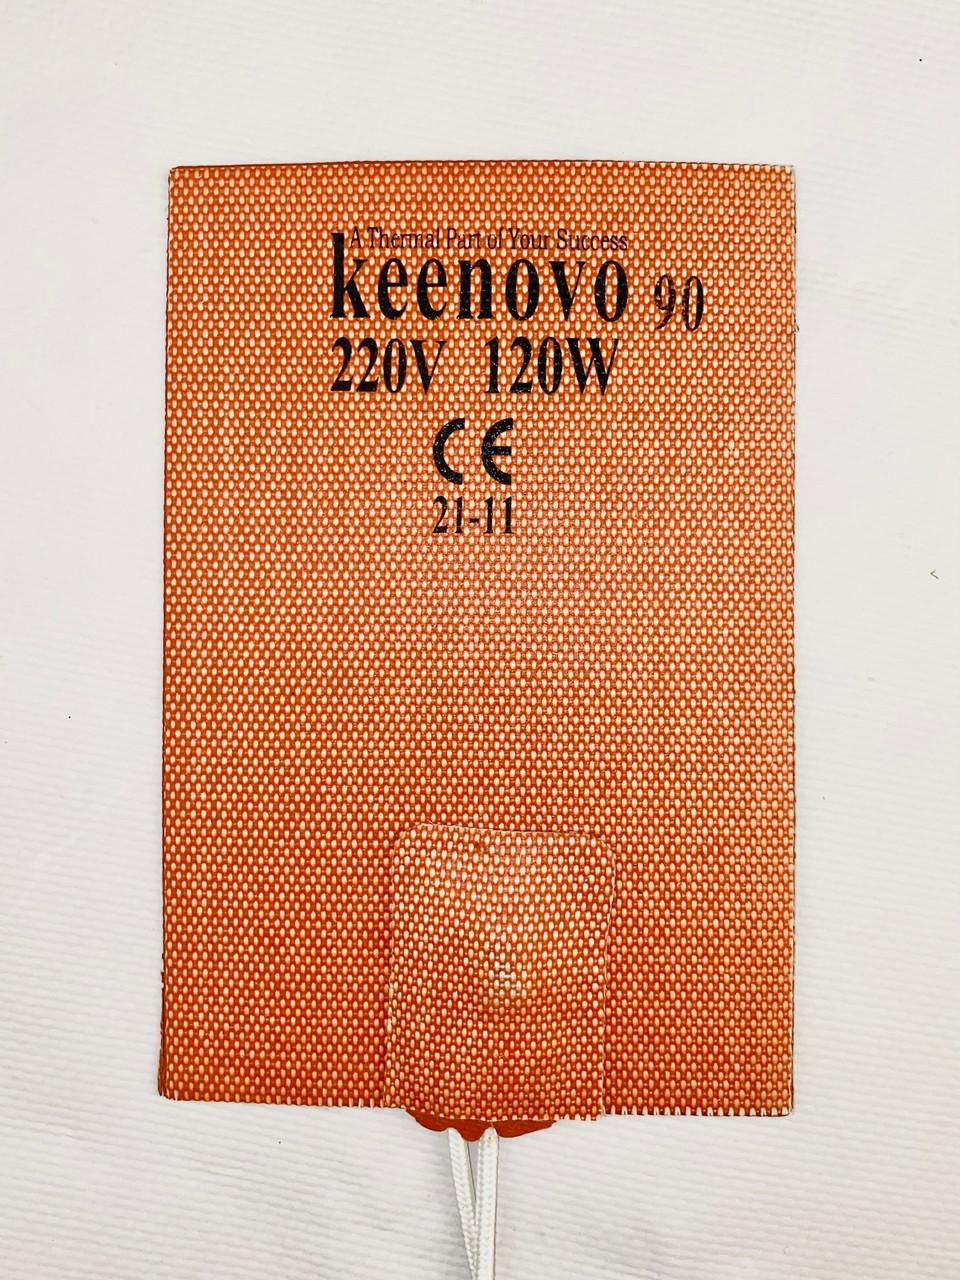 A Thermal Part of Your Success
keenovo 90
220V 120W
CE
21-11